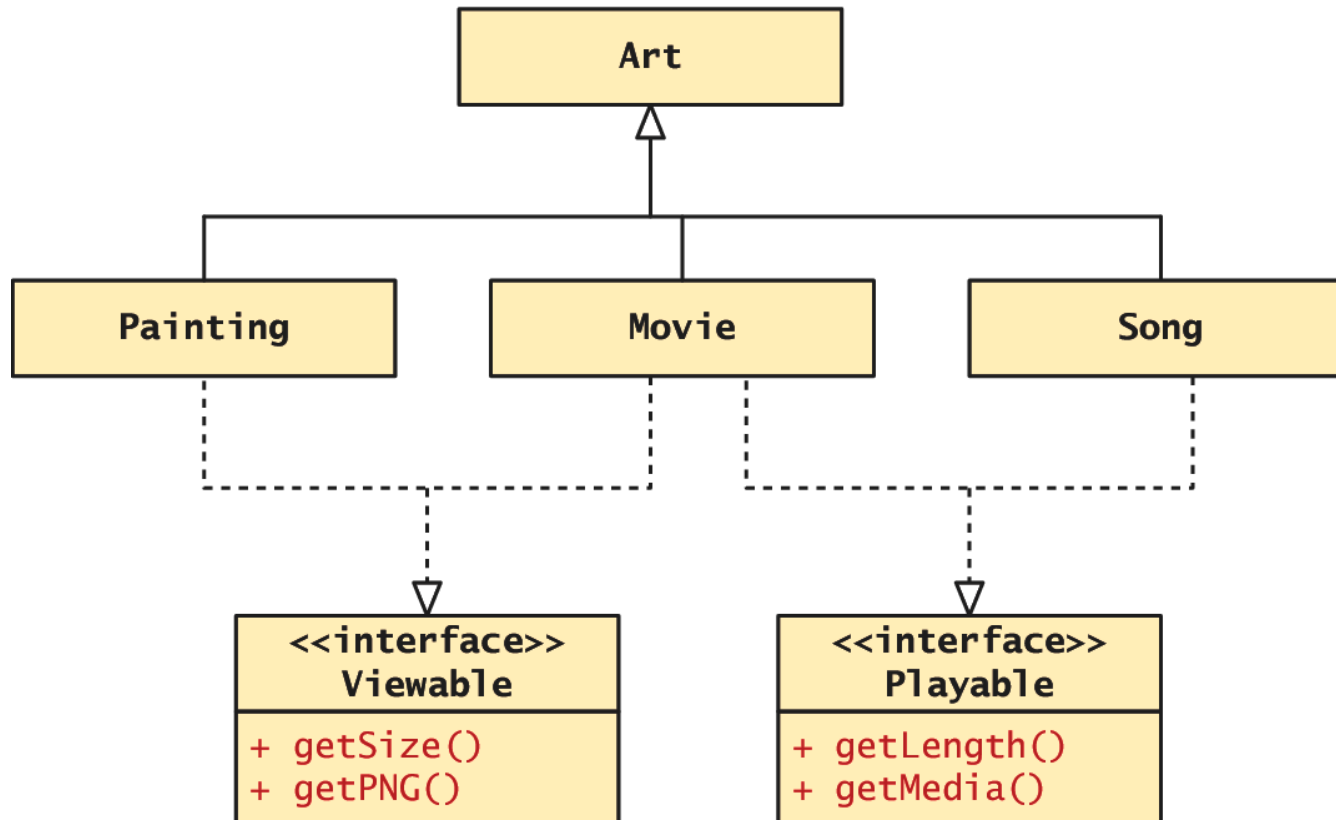 Art
Painting
Movie
Song
<<interface>>
Viewable
+ getSize()
+ getPNG()
<<interface>>
Playable
+ getLength()
+ getMedia()